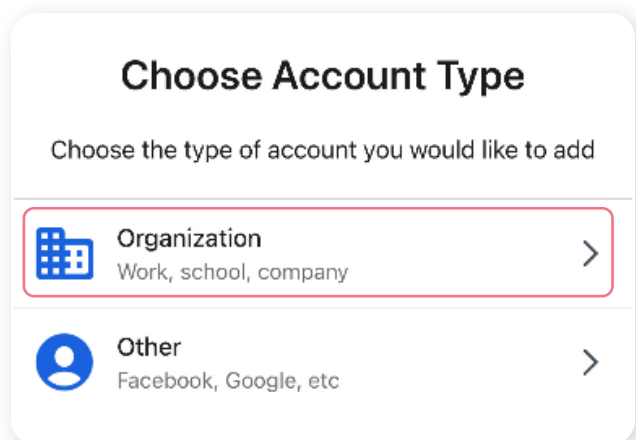 Choose Account Type
Choose the type of account you would like to add
Organization
Work, school, company
Other
Facebook, Google, etc